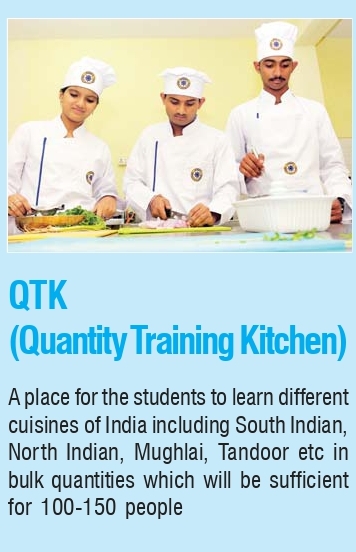 QTK
(Quantity Training Kitchen)
A place for the students to learn different
cuisines of India including South Indian,
North Indian, Mughlai, Tandoor etc in
bulk quantities which will be sufficient
for 100-150 people